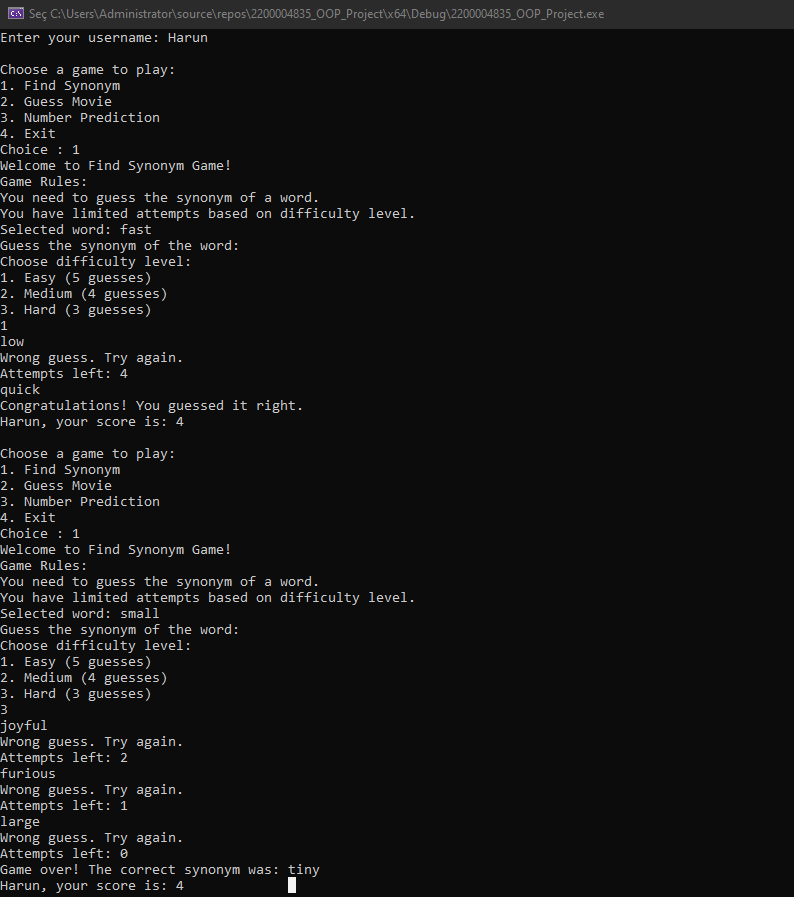 Seç C:\Users\Administrator\source\repos\2200004835_OOP_Project\x64\Debug\2200004835_OOP_Project.exe
Enter your username: Harun
Choose a game to play:
1. Find Synonym
2. Guess Movie
3. Number Prediction
4. Exit
Choice : 1
Welcome to Find Synonym Game!
Game Rules:
You need to guess the synonym of a word.
You have limited attempts based on difficulty level.
Selected word: fast
Guess the synonym of the word:
Choose difficulty level:
1. Easy (5 guesses)
2. Medium (4 guesses)
3. Hard (3 guesses)
1
low
Wrong guess. Try again.
Attempts left: 4
quick
Congratulations! You guessed it right.
Harun, your score is: 4
Choose a game to play:
1. Find Synonym
2. Guess Movie
3. Number Prediction
4. Exit
Choice : 1
Welcome to Find Synonym Game!
Game Rules:
You need to guess the synonym of a word.
You have limited attempts based on difficulty level.
Selected word: small
Guess the synonym of the word:
Choose difficulty level:
1. Easy (5 guesses)
2. Medium (4 guesses)
3. Hard (3 guesses)
3
joyful
Wrong guess. Try again.
Attempts left: 2
furious
Wrong guess. Try again.
Attempts left: 1
large
Wrong guess. Try again.
Attempts left: 0
Game over! The correct synonym was: tiny
Harun, your score is: 4